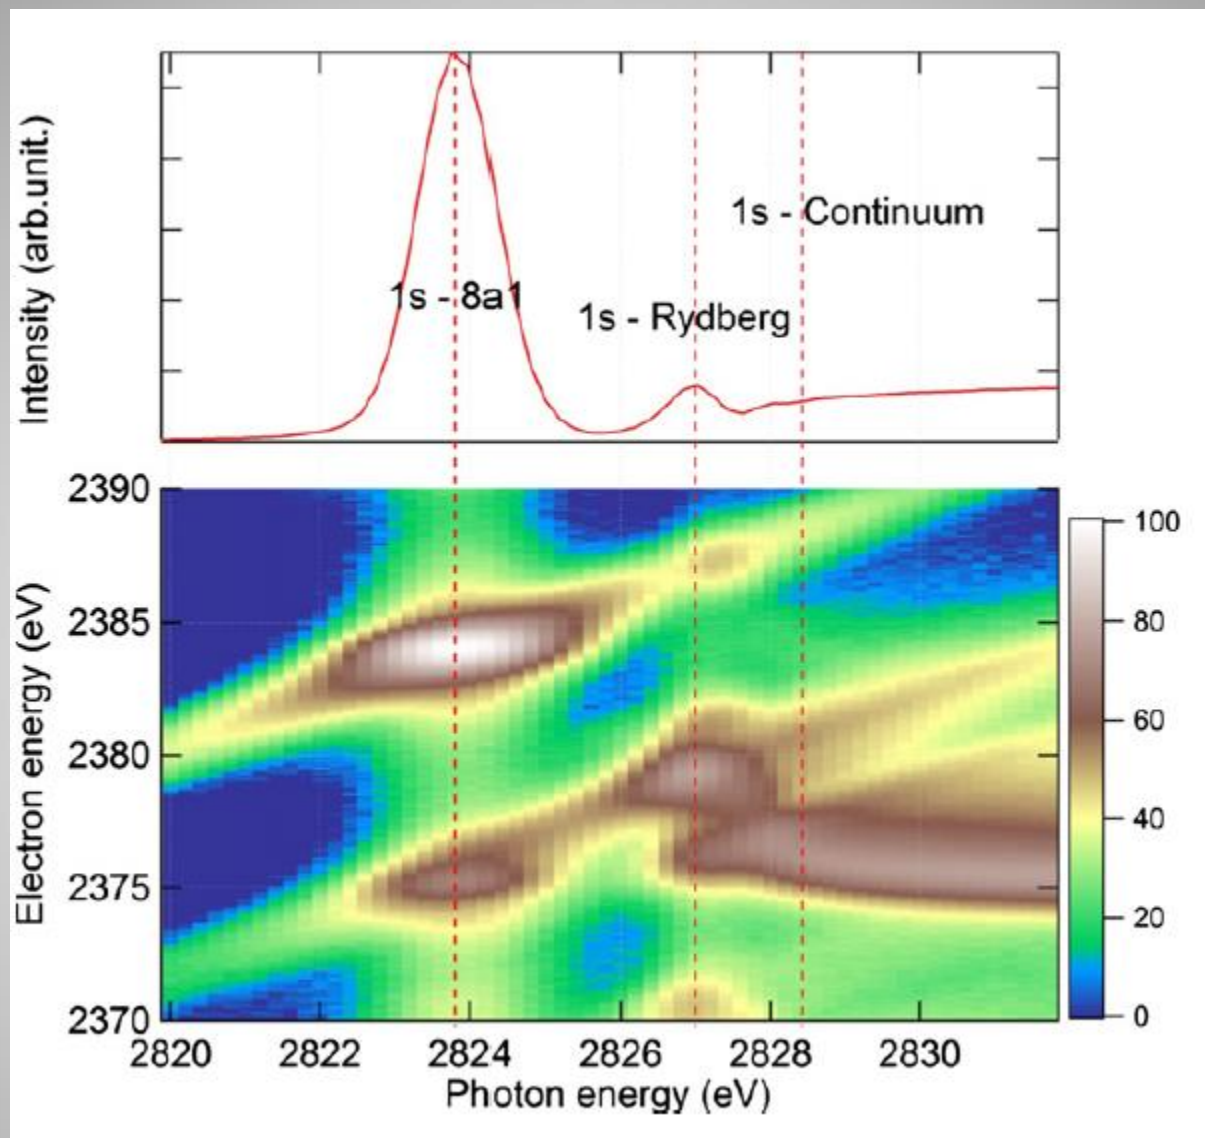 Intensity (arb.unit.)
1s - Continuum
1s - 8a1
1s - Rydberg
Electron energy (eV)
2390
2385
2380
2375
2370
100
80
60
40
20
0
2820 2822 2824 2826 2828 2830
Photon energy (eV)